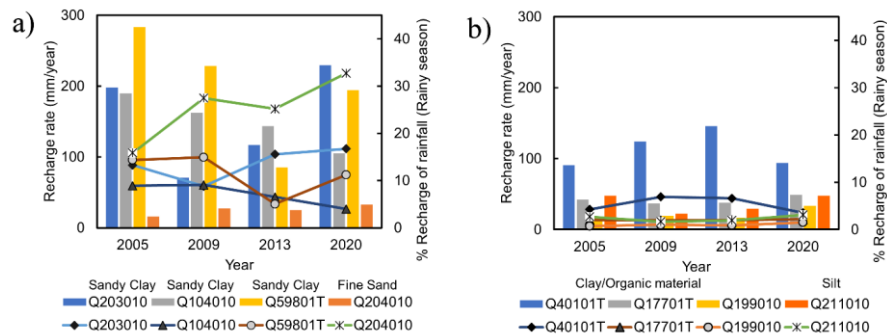 a)
Recharge rate (mm/year)
300
200
100
0
40
30
20
10
0
% Recharge of rainfall (Rainy season)
2005 2009 2013 2020
Year
Sandy Clay Sandy Clay Sandy Clay Fine Sand
Q203010 Q104010 Q59801T Q204010
Q203010 Q104010 Q59801T Q204010
b)
Recharge rate (mm/year)
300
200
100
0
40
30
20
10
0
% Recharge of rainfall (Rainy season)
2005 2009 2013 2020
Year
Clay/Organic material Silt
Q40101T Q17701T Q199010 Q211010
Q40101T Q17701T Q199010 Q211010